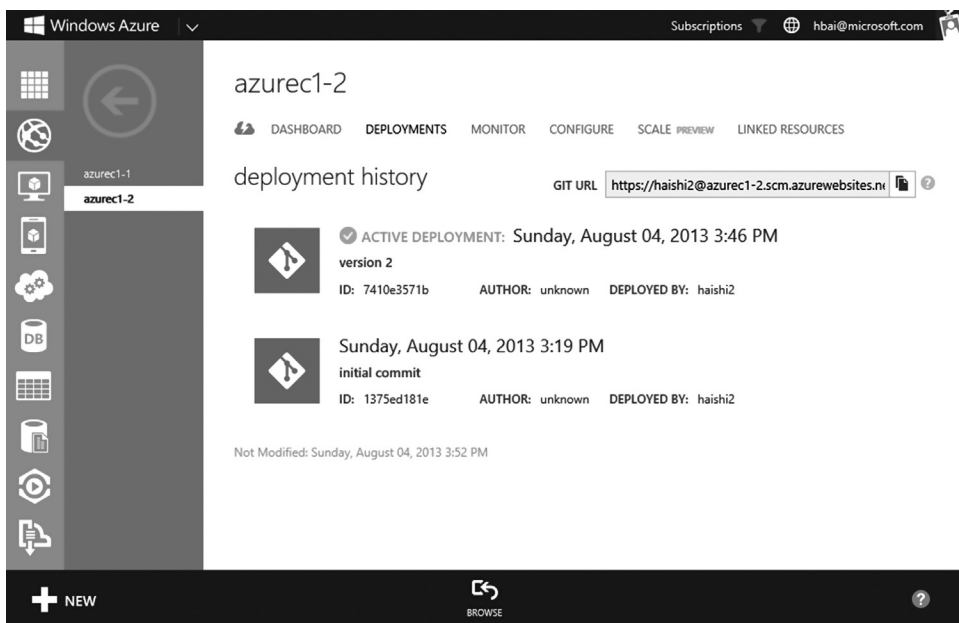 Windows Azure
Subscriptions
hbai@microsoft.com
azurec1-1
azurec1-2
azurec1-2
DASHBOARD DEPLOYMENTS MONITOR CONFIGURE SCALE PREVIEW LINKED RESOURCES
deployment history
GIT URL https://haishi2@azurec1-2.scm.azurewebsites.ne
?
ACTIVE DEPLOYMENT: Sunday, August 04, 2013 3:46 PM
version 2
ID: 7410e3571b AUTHOR: unknown DEPLOYED BY: haishi2
Sunday, August 04, 2013 3:19 PM
initial commit
ID: 1375ed181e AUTHOR: unknown DEPLOYED BY: haishi2
Not Modified: Sunday, August 04, 2013 3:52 PM
DB
NEW
BROWSE
?